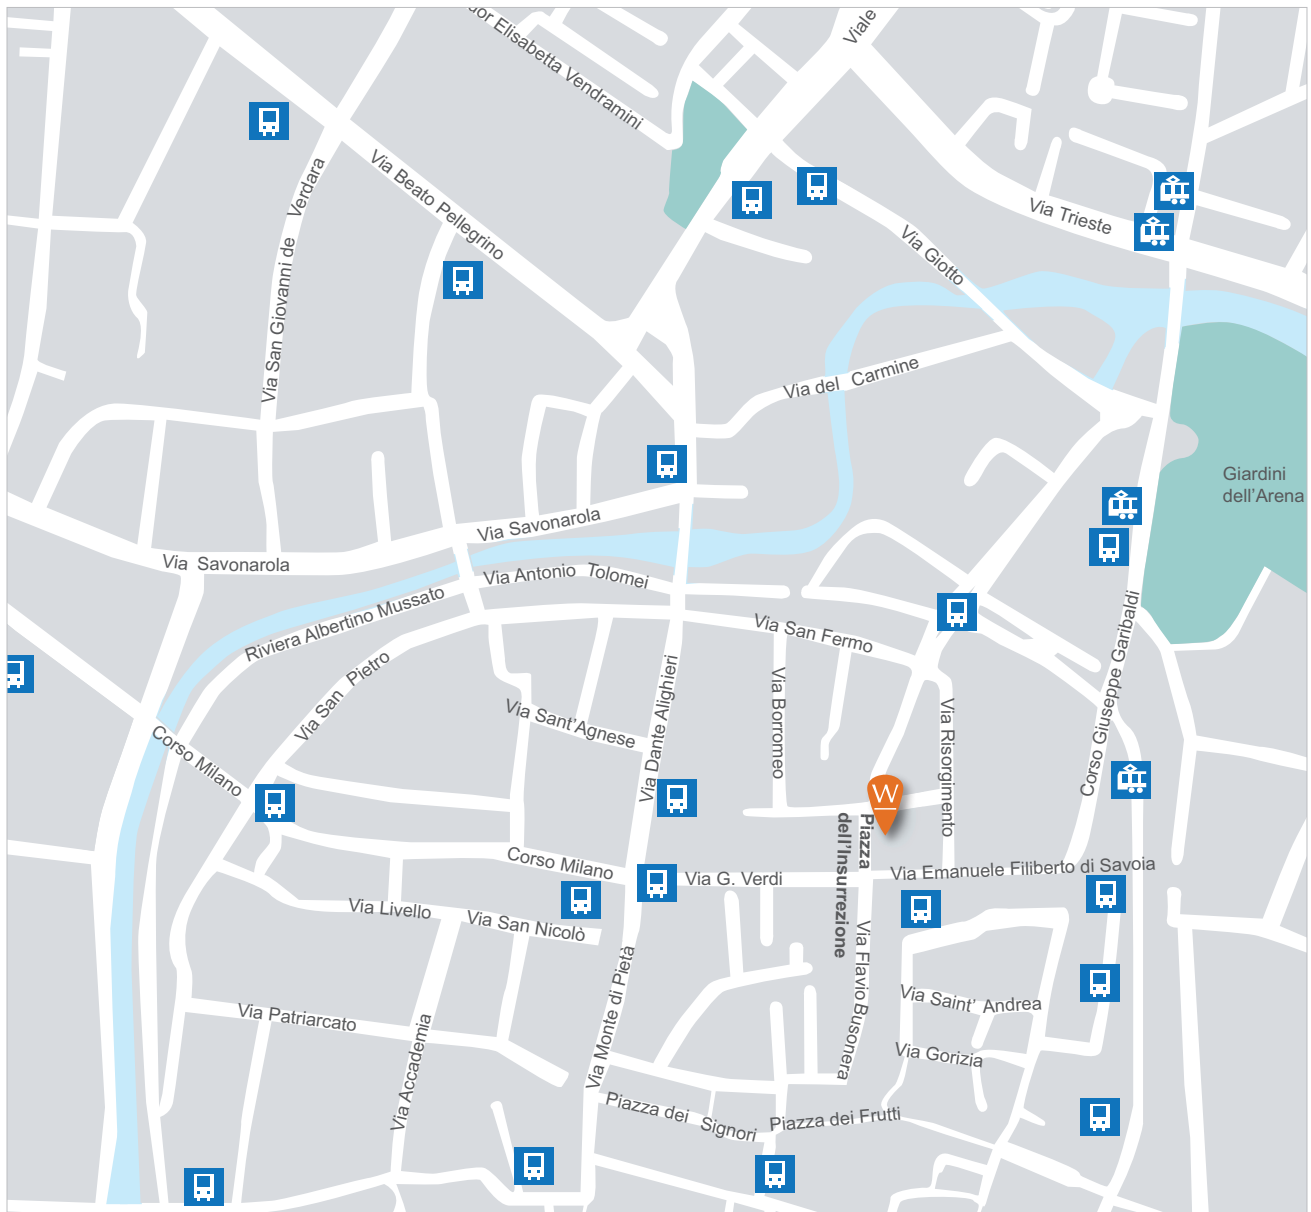 dor Elisabetta Vendramini
Viale
Via San Giovanni de Verdara
Via Beato Pellegrino
Via Trieste
Via Giotto
Via del Carmine
Giardini
dell'Arena
Via Savonarola
Via Savonarola
Via Antonio Tolomei
Riviera Albertino Mussato
Via San Pietro
Via San Fermo
Corso Giuseppe Garibaldi
Via Sant'Agnese
Via Dante Alighieri
Via Borromeo
Via Risorgimento
Corso Milano
W
Piazza
dell'Insurrezione
Corso Milano
Via G. Verdi
Via Emanuele Filiberto di Savoia
Via Livello
Via San Nicolò
Via Flavio Busonera
Via Monte di Pietà
Via Patriarcato
Via Accademia
Via Saint' Andrea
Via Gorizia
Piazza dei Signori
Piazza dei Frutti